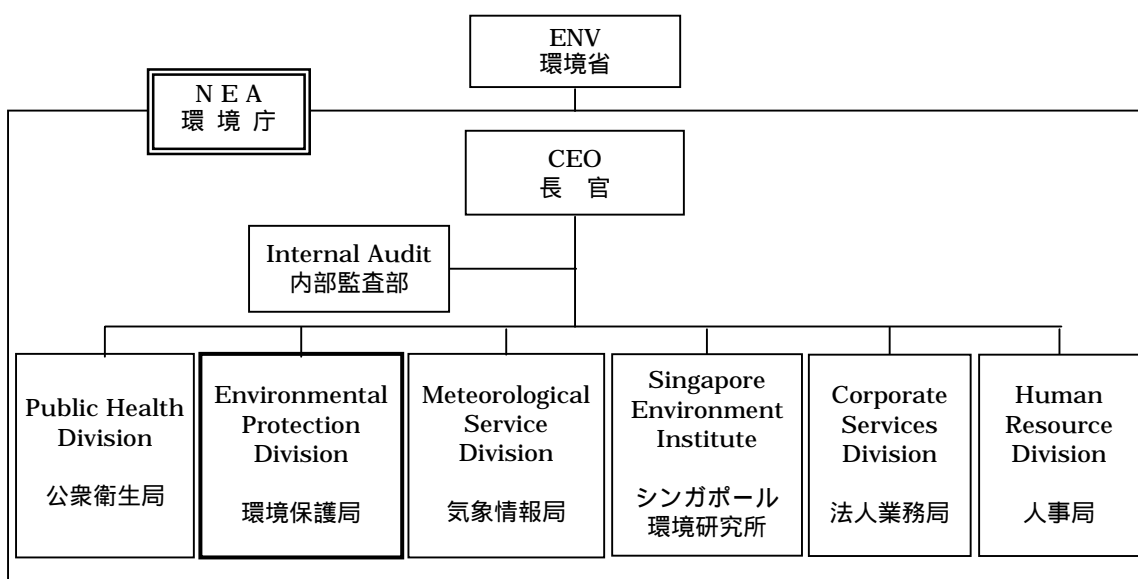 ENV
環境省
N E A
環 境 庁
CEO
長　官
Internal Audit
内部監査部
Public Health
Division
公衆衛生局
Environmental
Protection
Division
環境保護局
Meteorological
Service
Division
気象情報局
Singapore
Environment
Institute
シンガポール
環境研究所
Corporate
Services
Division
法人業務局
Human
Resource
Division
人事局